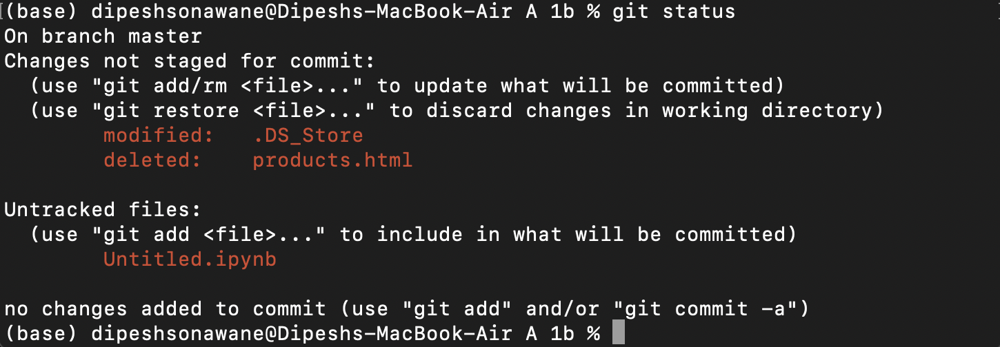 (base) dipeshsonawane@Dipeshs-MacBook-Air A 1b % git status
On branch master
Changes not staged for commit:
  (use "git add/rm <file>..." to update what will be committed)
  (use "git restore <file>..." to discard changes in working directory)
        modified:   .DS_Store
        deleted:    products.html

Untracked files:
  (use "git add <file>..." to include in what will be committed)
        Untitled.ipynb

no changes added to commit (use "git add" and/or "git commit -a")
(base) dipeshsonawane@Dipeshs-MacBook-Air A 1b %